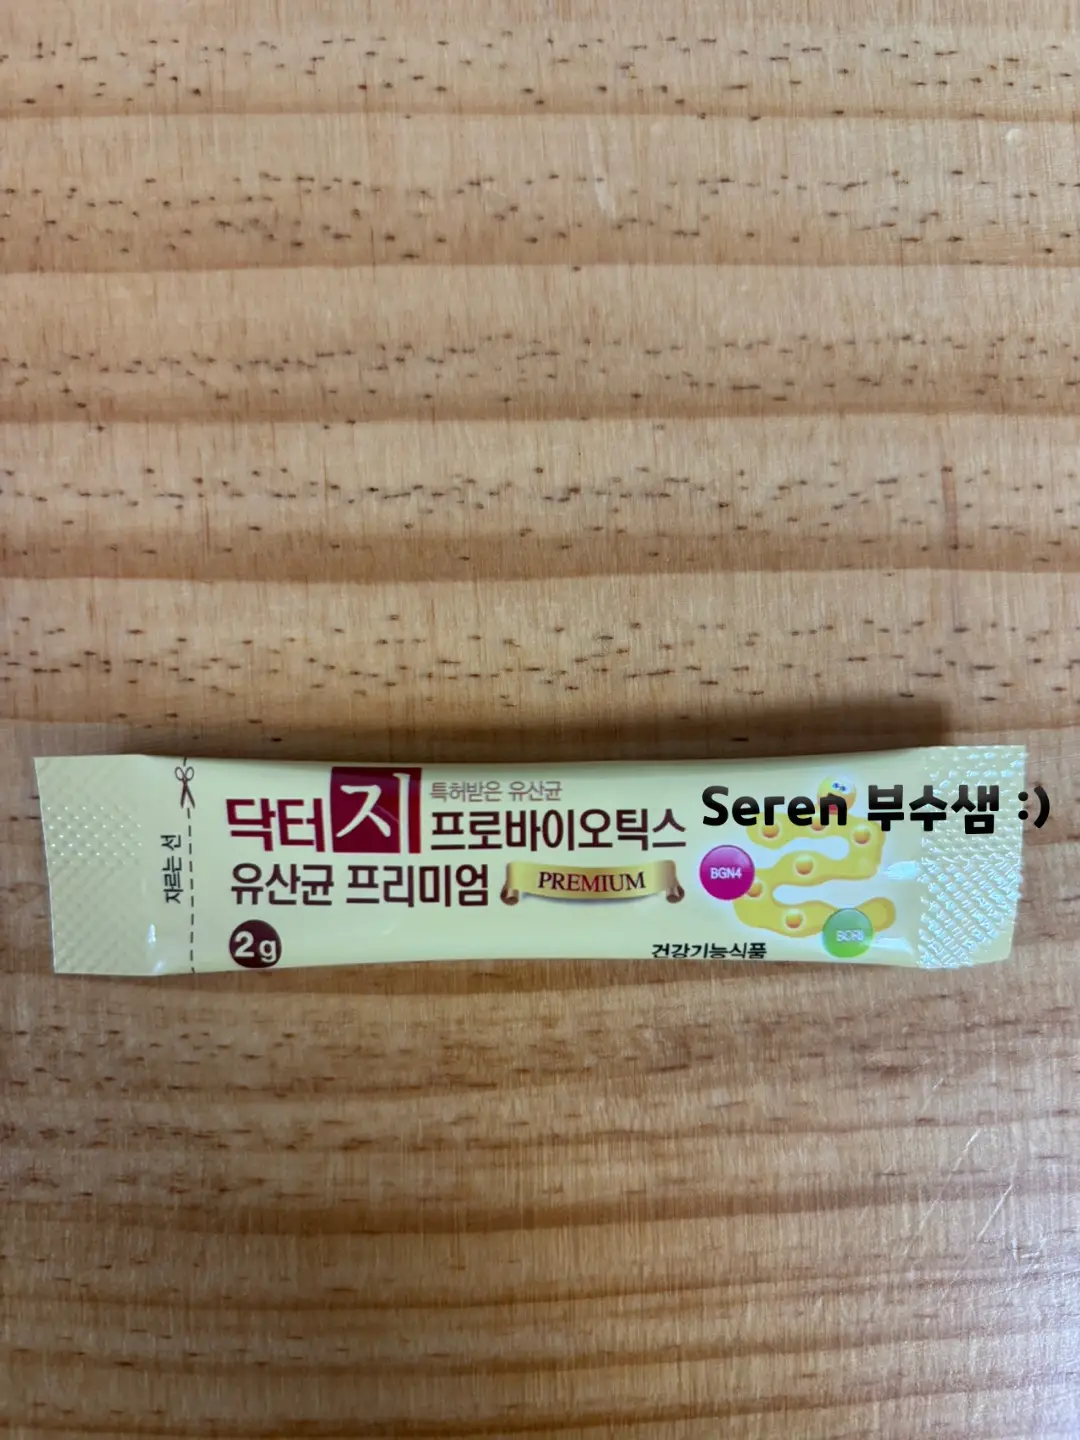 자르는 선
닥터지
특허받은 유산균
프로바이오틱스
유산균 프리미엄
PREMIUM
2g
건강기능식품
BGN4
Seren 부수샘 :)